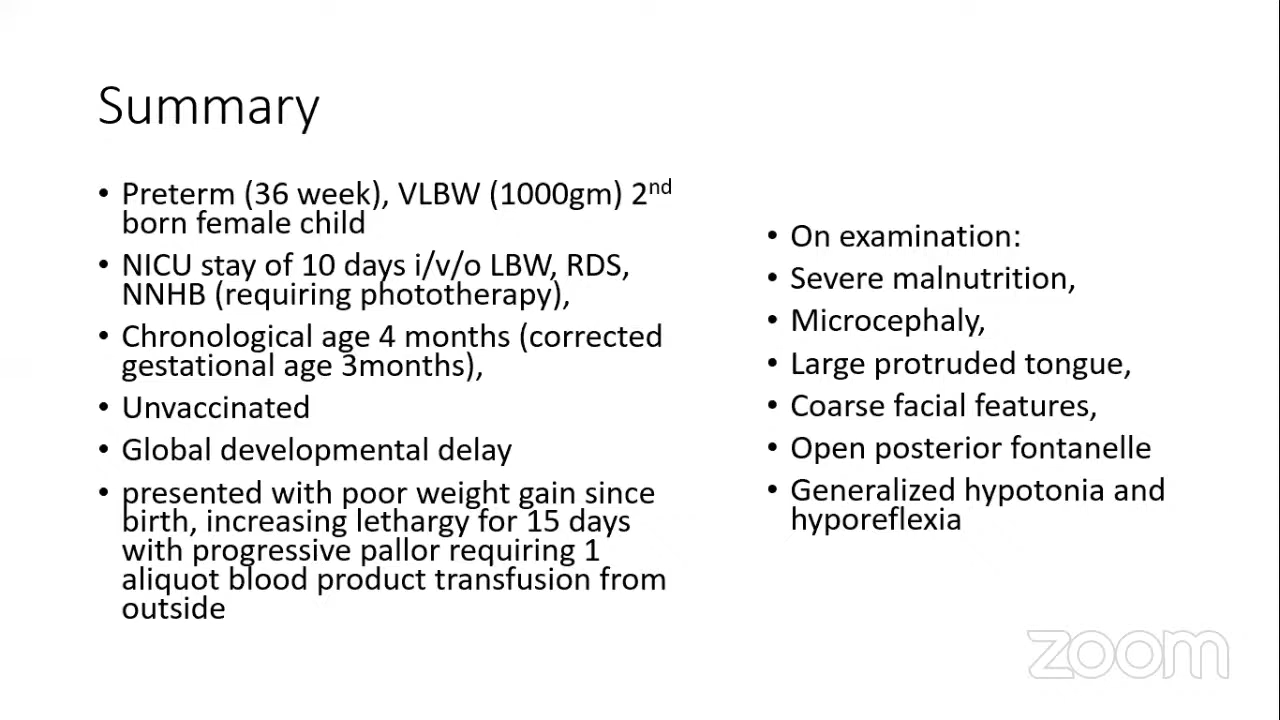 Summary
• Preterm (36 week), VLBW (1000gm) 2nd
born female child
• NICU stay of 10 days i/v/o LBW, RDS,
NNHB (requiring phototherapy),
• Chronological age 4 months (corrected
gestational age 3months),
• Unvaccinated
• Global developmental delay
• presented with poor weight gain since
birth, increasing lethargy for 15 days
with progressive pallor requiring 1
aliquot blood product transfusion from
outside
• On examination:
• Severe malnutrition,
• Microcephaly,
• Large protruded tongue,
• Coarse facial features,
• Open posterior fontanelle
• Generalized hypotonia and
hyporeflexia
zoom